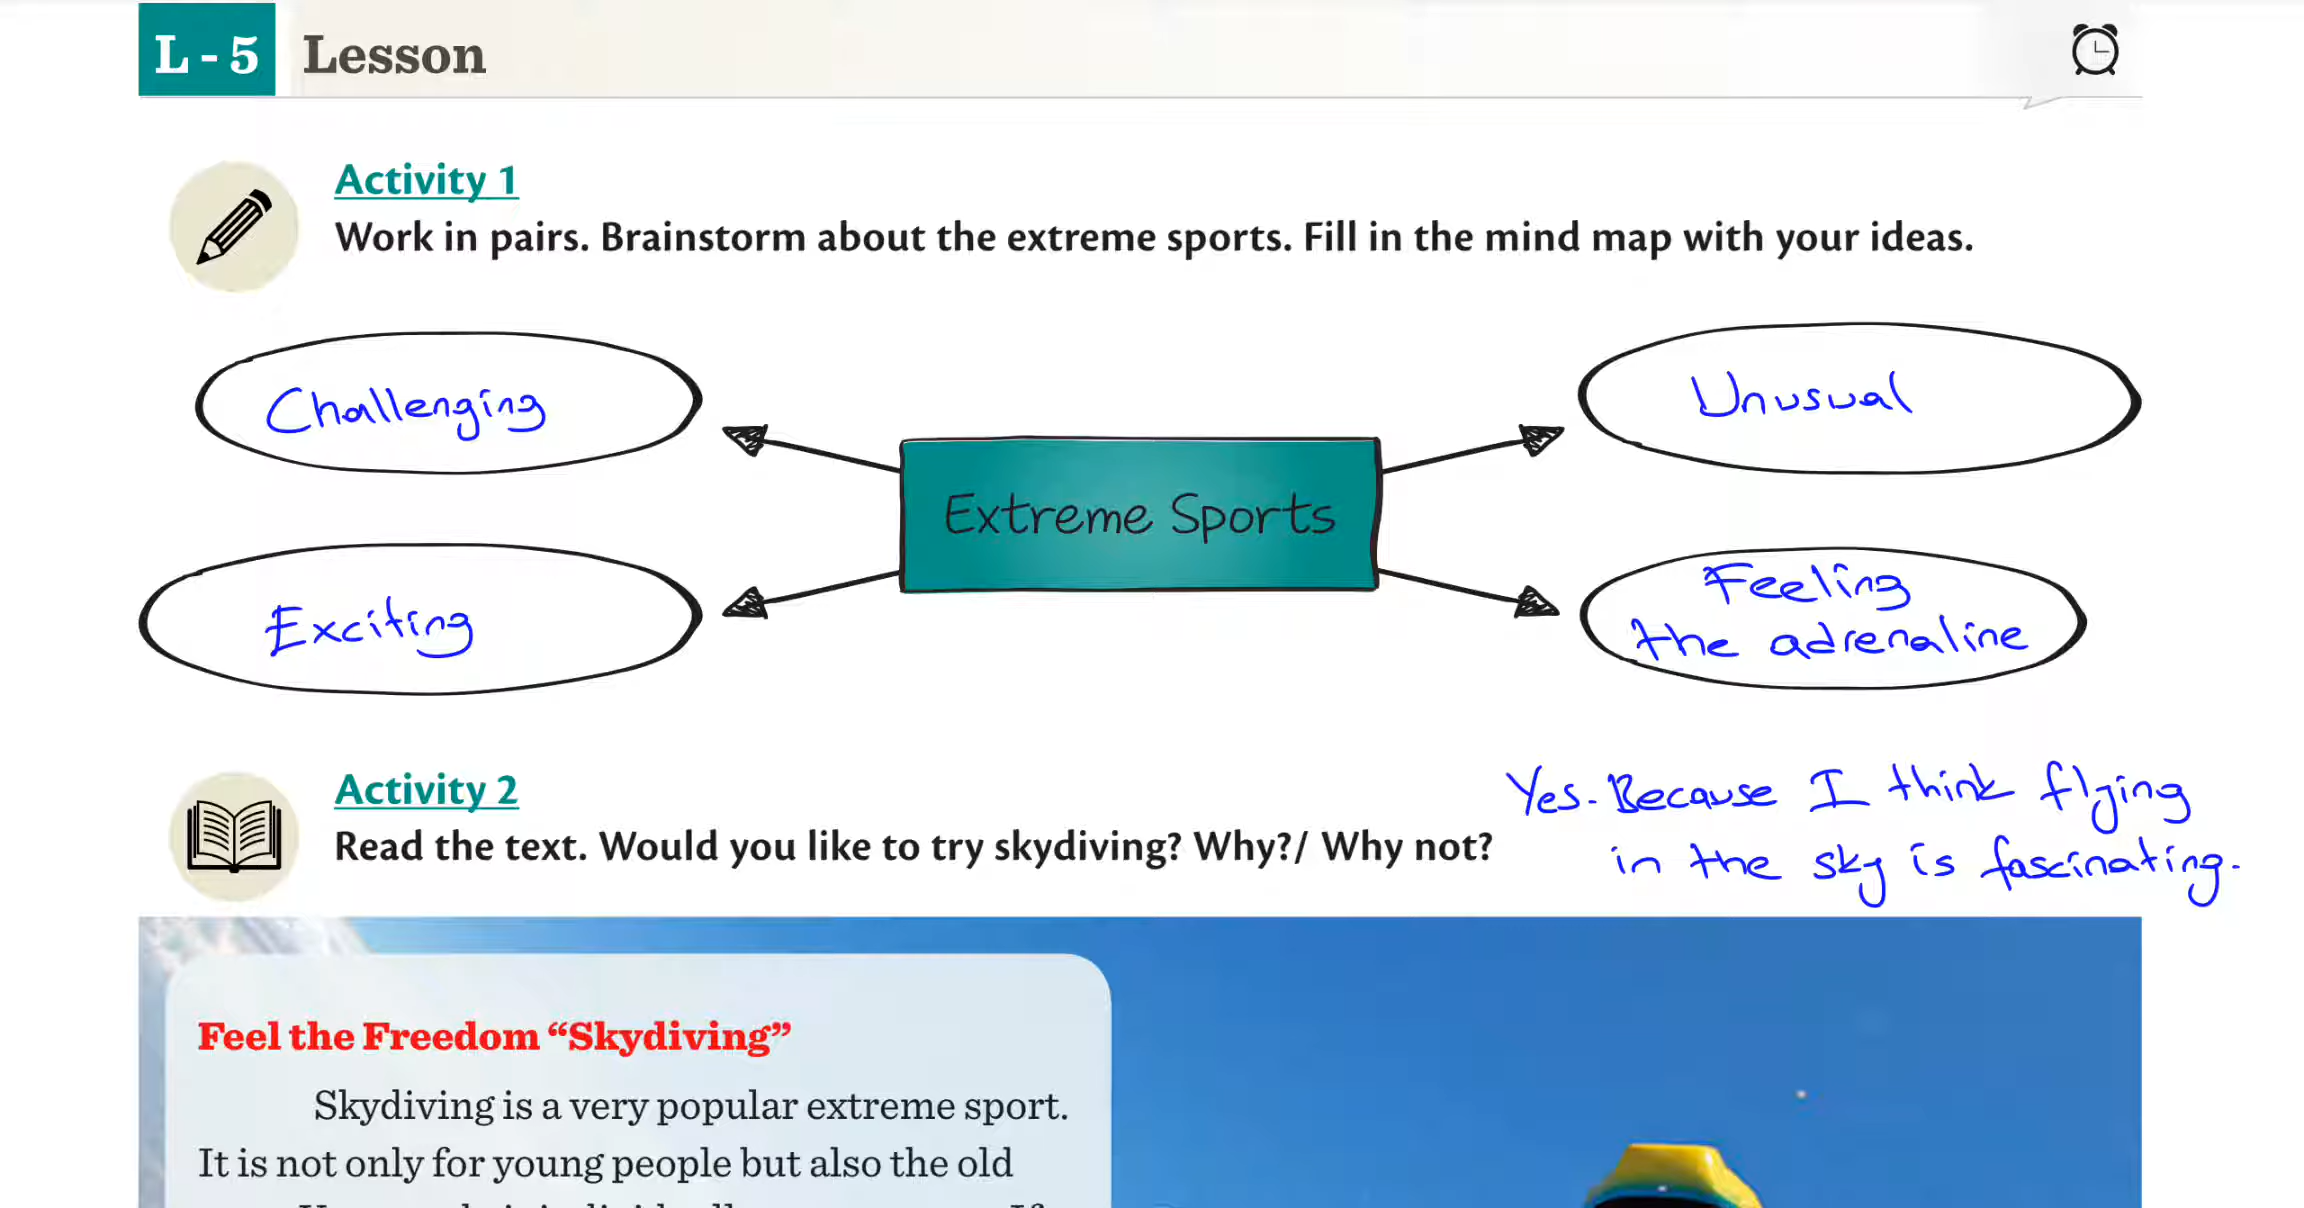 L - 5 Lesson
Activity 1
Work in pairs. Brainstorm about the extreme sports. Fill in the mind map with your ideas.
Challenging
Unusual
Extreme Sports
Exciting
Feeling
the adrenaline
Activity 2
Read the text. Would you like to try skydiving? Why?/ Why not?
Yes. Because I think flying
in the sky is fascinating.
Feel the Freedom “Skydiving”
Skydiving is a very popular extreme sport.
It is not only for young people but also the old